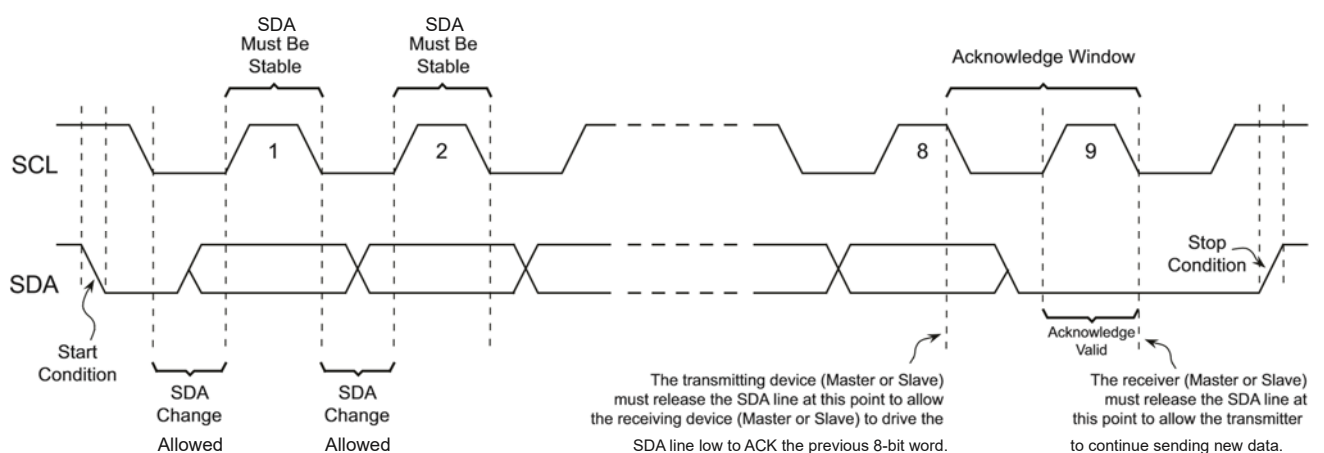 SDA
Must Be
Stable
SDA
Must Be
Stable
Acknowledge Window
SCL
1
2
8
9
SDA
Stop
Condition
Start
Condition
Acknowledge
Valid
SDA
Change
Allowed
SDA
Change
Allowed
The transmitting device (Master or Slave)
must release the SDA line at this point to allow
the receiving device (Master or Slave) to drive the
SDA line low to ACK the previous 8-bit word.
The receiver (Master or Slave)
must release the SDA line at
this point to allow the transmitter
to continue sending new data.